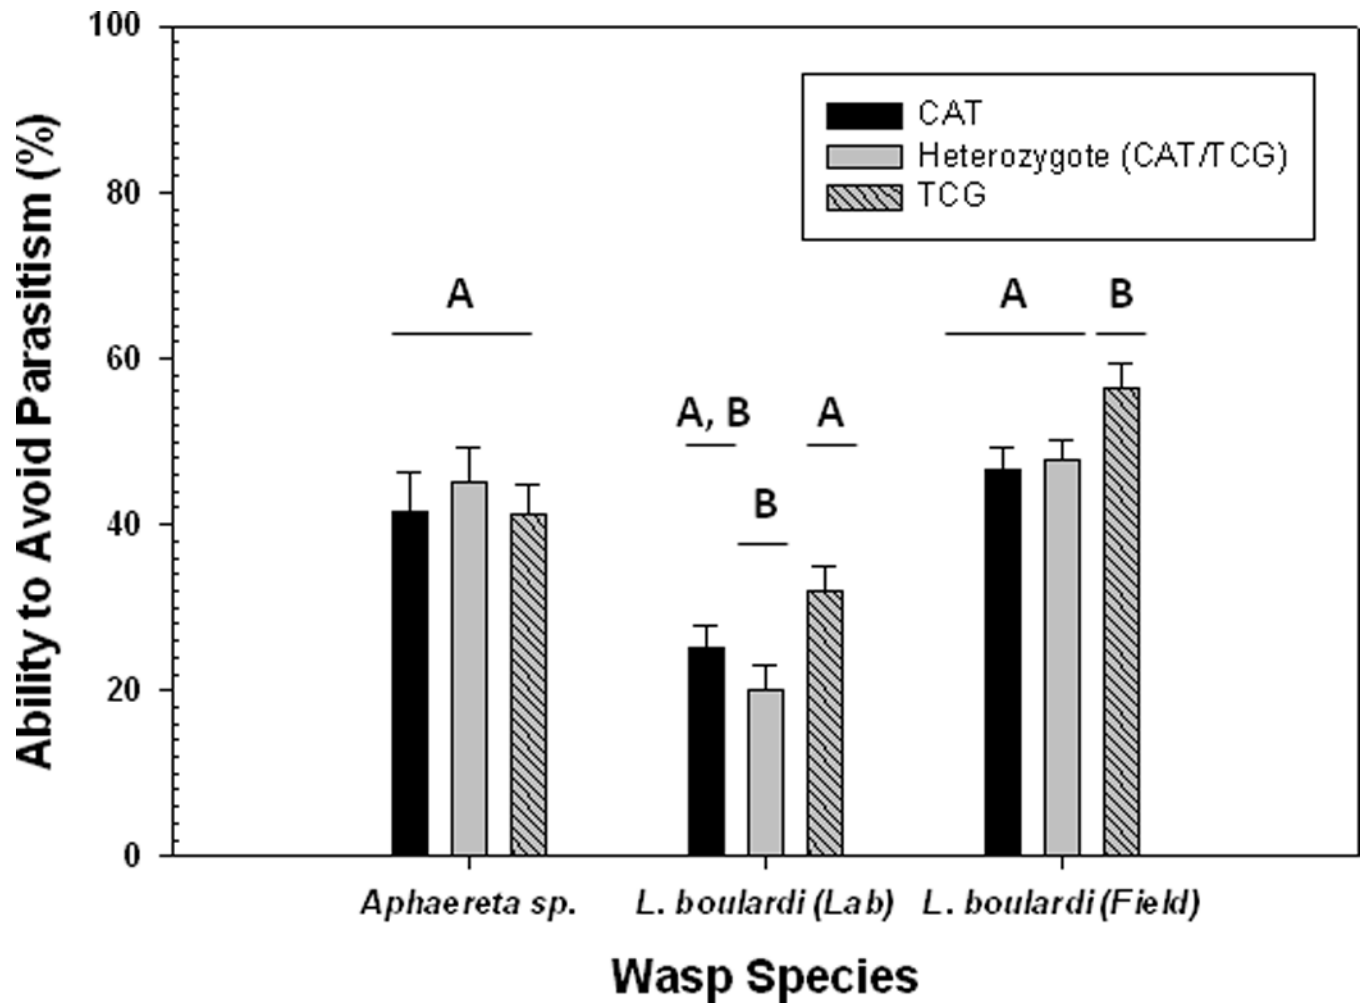 100
80
60
40
20
0
Ability to Avoid Parasitism (%)
CAT
Heterozygote (CAT/TCG)
TCG
A
A, B
B
A
A
B
Aphaereta sp.
L. boulardi (Lab)
L. boulardi (Field)
Wasp Species